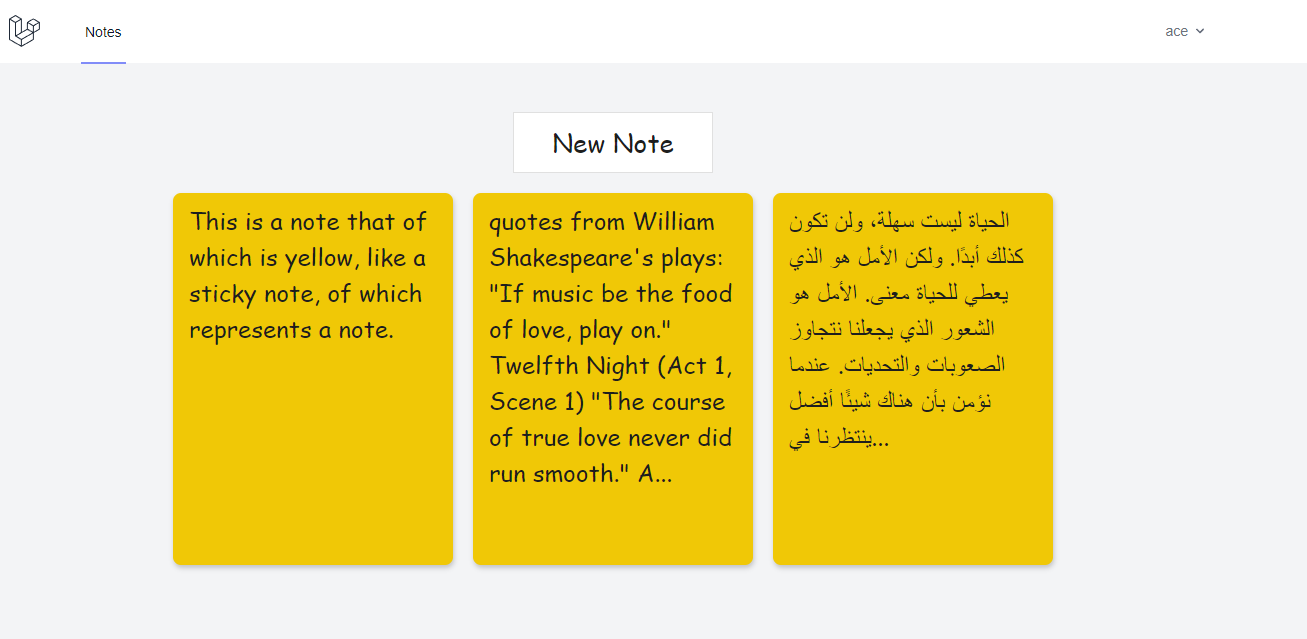 Notes
ace
New Note
This is a note that of
which is yellow, like a
sticky note, of which
represents a note.
quotes from William
Shakespeare's plays:
"If music be the food
of love, play on."
Twelfth Night (Act 1,
Scene 1) "The course
of true love never did
run smooth." A...
الحياة ليست سهلة، ولن تكون
كذلك أبدًا. ولكن الأمل هو الذي
يعطي للحياة معنى. الأمل هو
الشعور الذي يجعلنا نتجاوز
الصعوبات والتحديات. عندما
نؤمن بأن هناك شيئًا أفضل
ينتظرنا في...